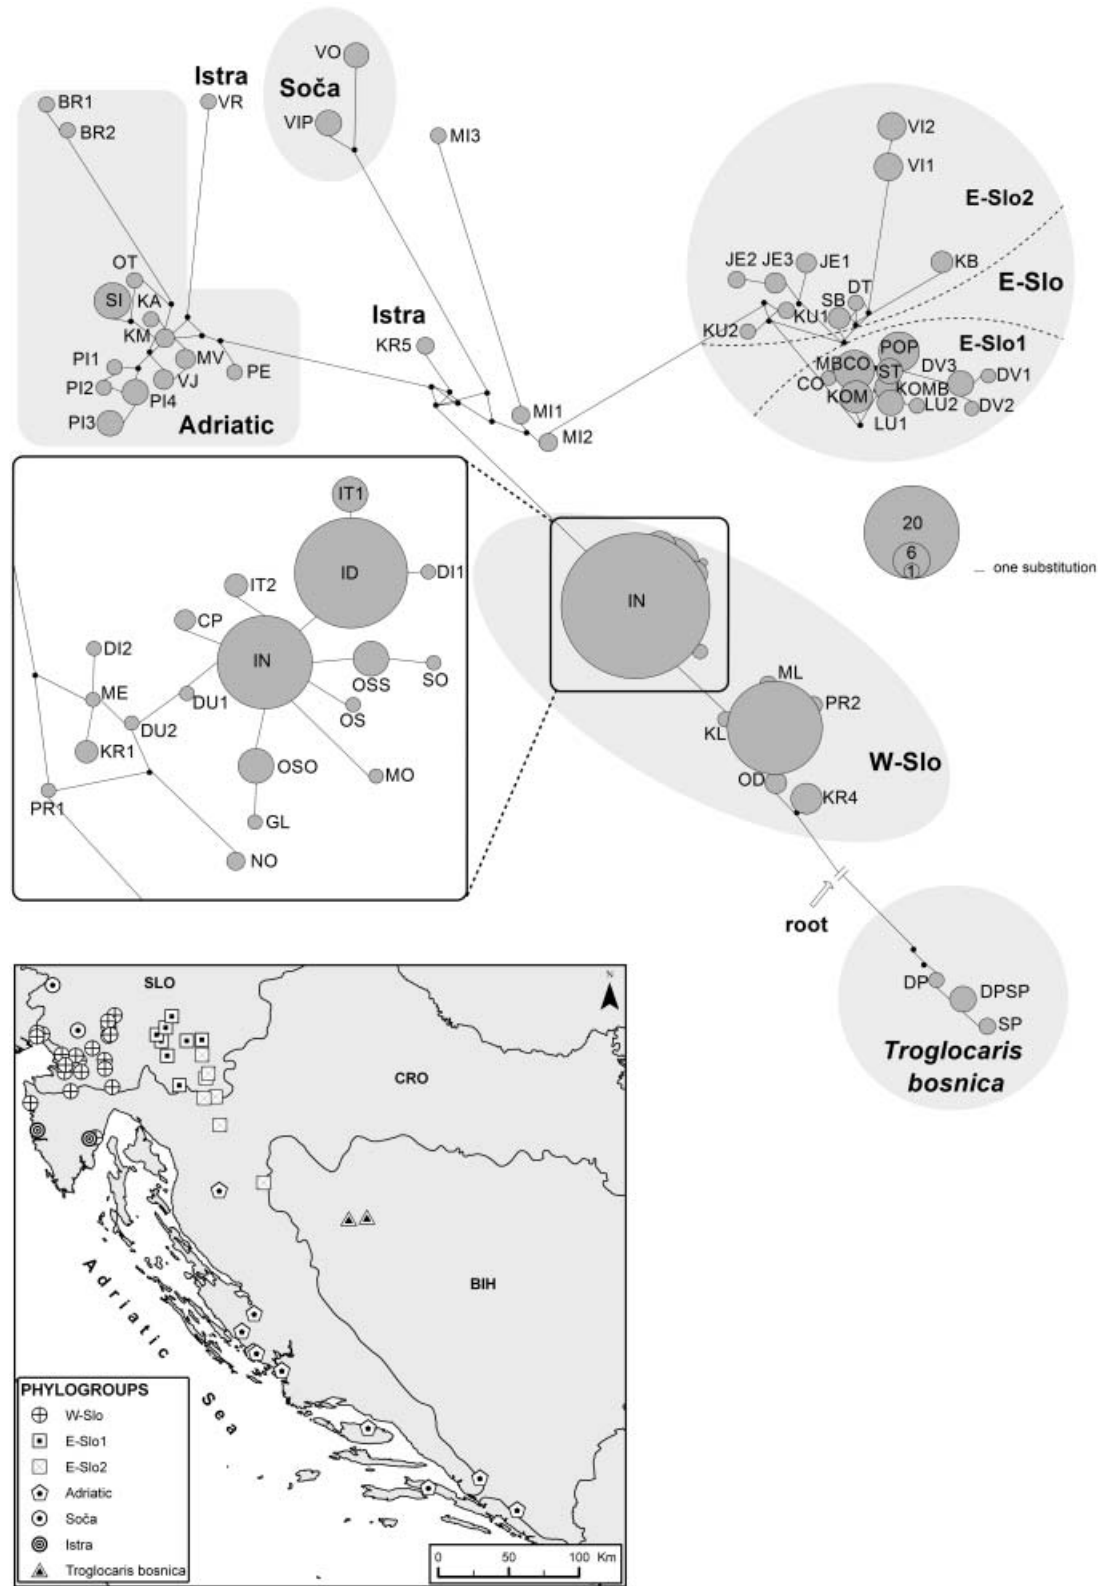 VO
Istra
Soča
BR1
VR
BR2
VIP
MI3
VI2
VI1
E-Slo2
OT
JE2
JE3
JE1
KB
E-Slo
SI
KA
DT
SB
Istra
KU1
KM
KU2
E-Slo1
KR5
POP
PI1
MV
MBCO
ST
DV3
DV1
PE
PI2
VJ
CO
KOMB
PI4
KOM
LU2
DV2
PI3
MI1
LU1
Adriatic
MI2
IT1
20
6
1
one substitution
ID
DI1
IT2
IN
CP
DI2
IN
OSS
SO
ML
ME
DU1
OS
PR2
DU2
KL
KR1
W-Slo
OSO
MO
OD
PR1
KR4
GL
NO
root
DP
DPSP
SP
Troglocaris
bosnica
SLO
N
CRO
BIH
Adriatic
Sea
PHYLOGROUPS
W-Slo
E-Slo1
E-Slo2
Adriatic
Soča
Istra
Troglocaris bosnica
0 50 100 Km